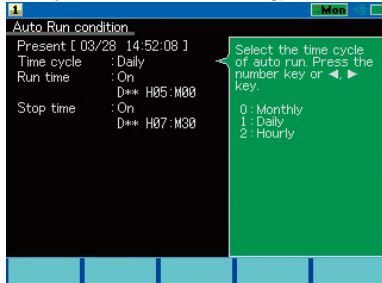 1
Mon
Auto Run condition
Present [ 03/28 14:52:08 ]
Time cycle :Daily
Run time :On
D** H05:M00
Stop time :On
D** H07:M30
Select the time cycle
of auto run. Press the
number key or ◄, ►
key.
0:Monthly
1:Daily
2:Hourly